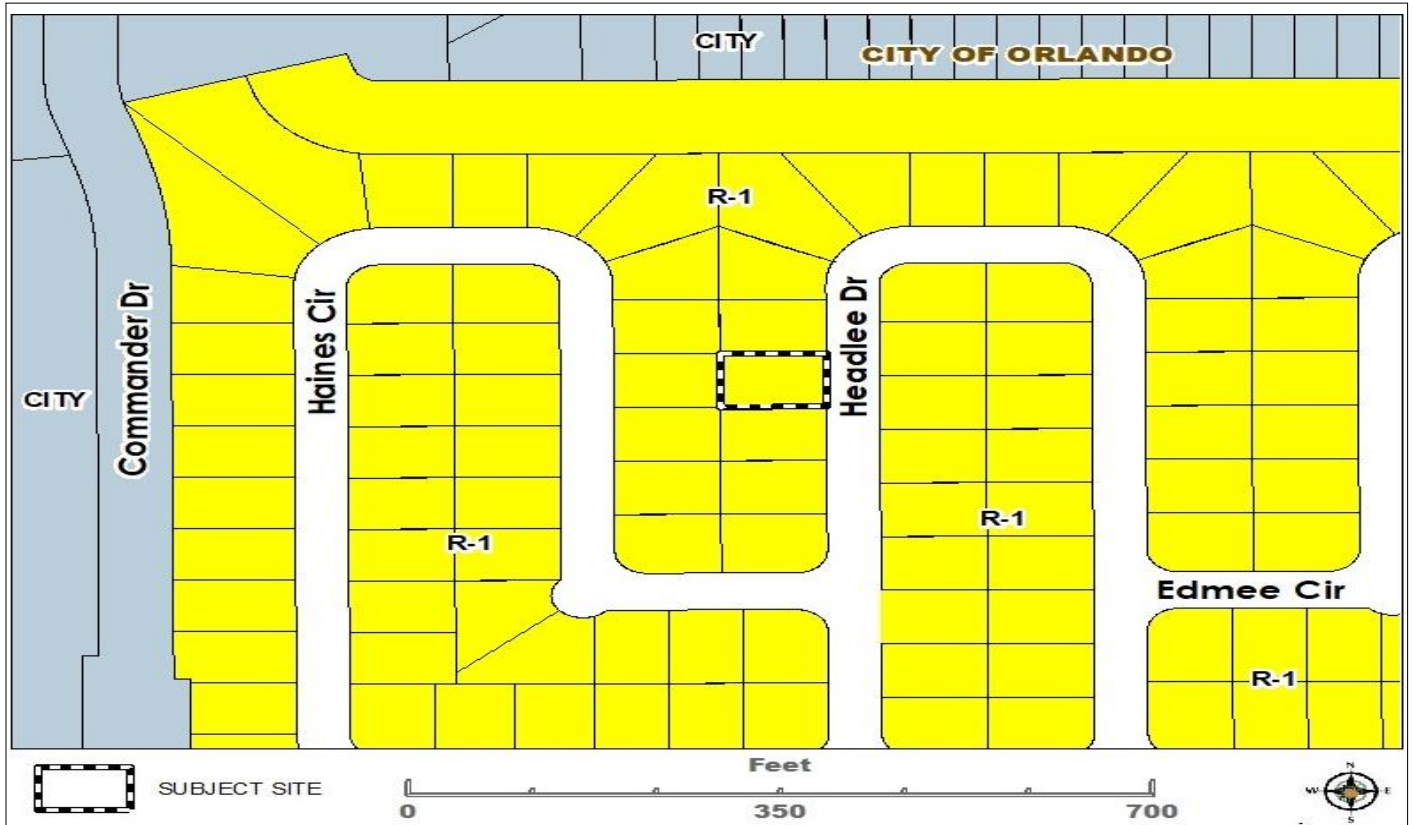 CITY
CITY OF ORLANDO
R-1
Commander Dr
Haines Cir
Headlee Dr
CITY
R-1
R-1
Edmee Cir
R-1
SUBJECT SITE
Feet
0
350
700
N
W
E
S